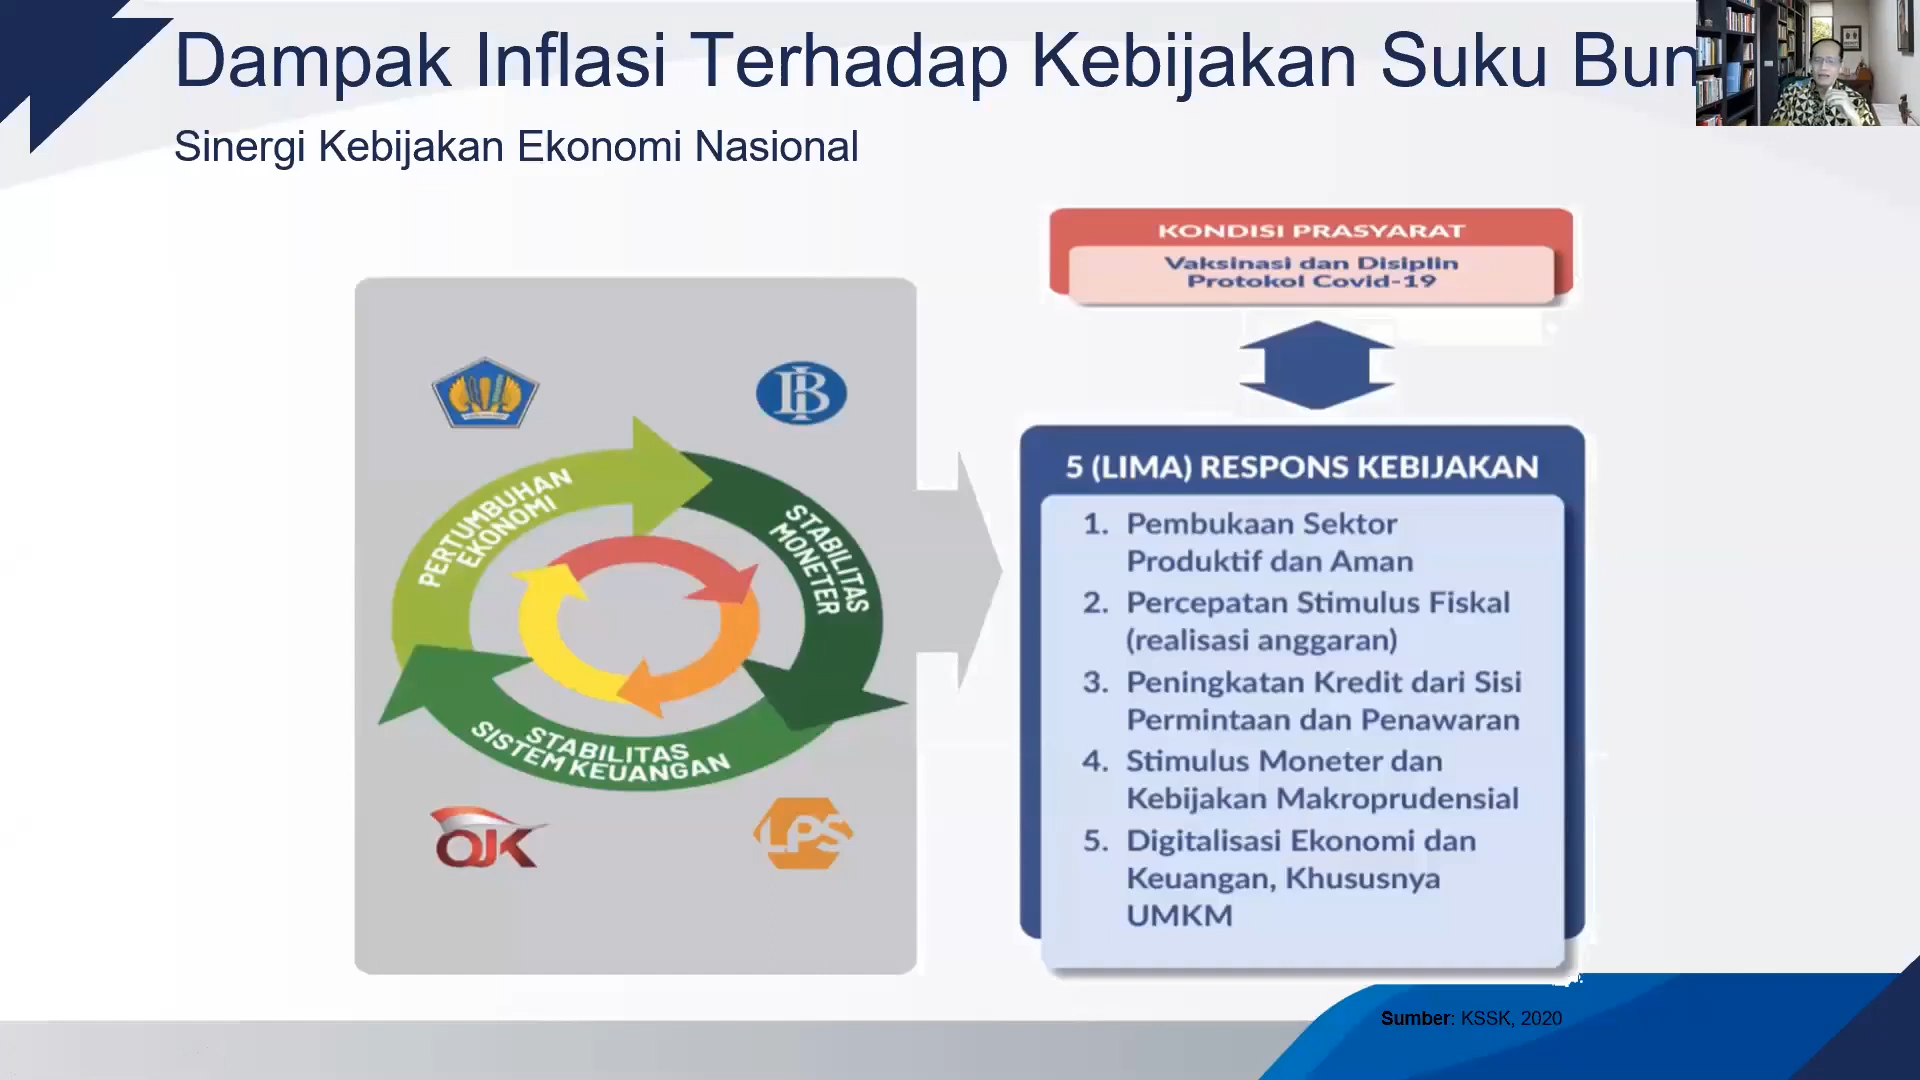 Dampak Inflasi Terhadap Kebijakan Suku Bun
Sinergi Kebijakan Ekonomi Nasional
KONDISI PRASYARAT
Vaksinasi dan Disiplin
Protokol Covid-19
BI
PERTUMBUHAN
EKONOMI
STABILITAS
MONETER
STABILITAS
SISTEM KEUANGAN
OJK
LPS
5 (LIMA) RESPONS KEBIJAKAN
1. Pembukaan Sektor
Produktif dan Aman
2. Percepatan Stimulus Fiskal
(realisasi anggaran)
3. Peningkatan Kredit dari Sisi
Permintaan dan Penawaran
4. Stimulus Moneter dan
Kebijakan Makroprudensial
5. Digitalisasi Ekonomi dan
Keuangan, Khususnya
UMKM
Sumber: KSSK, 2020